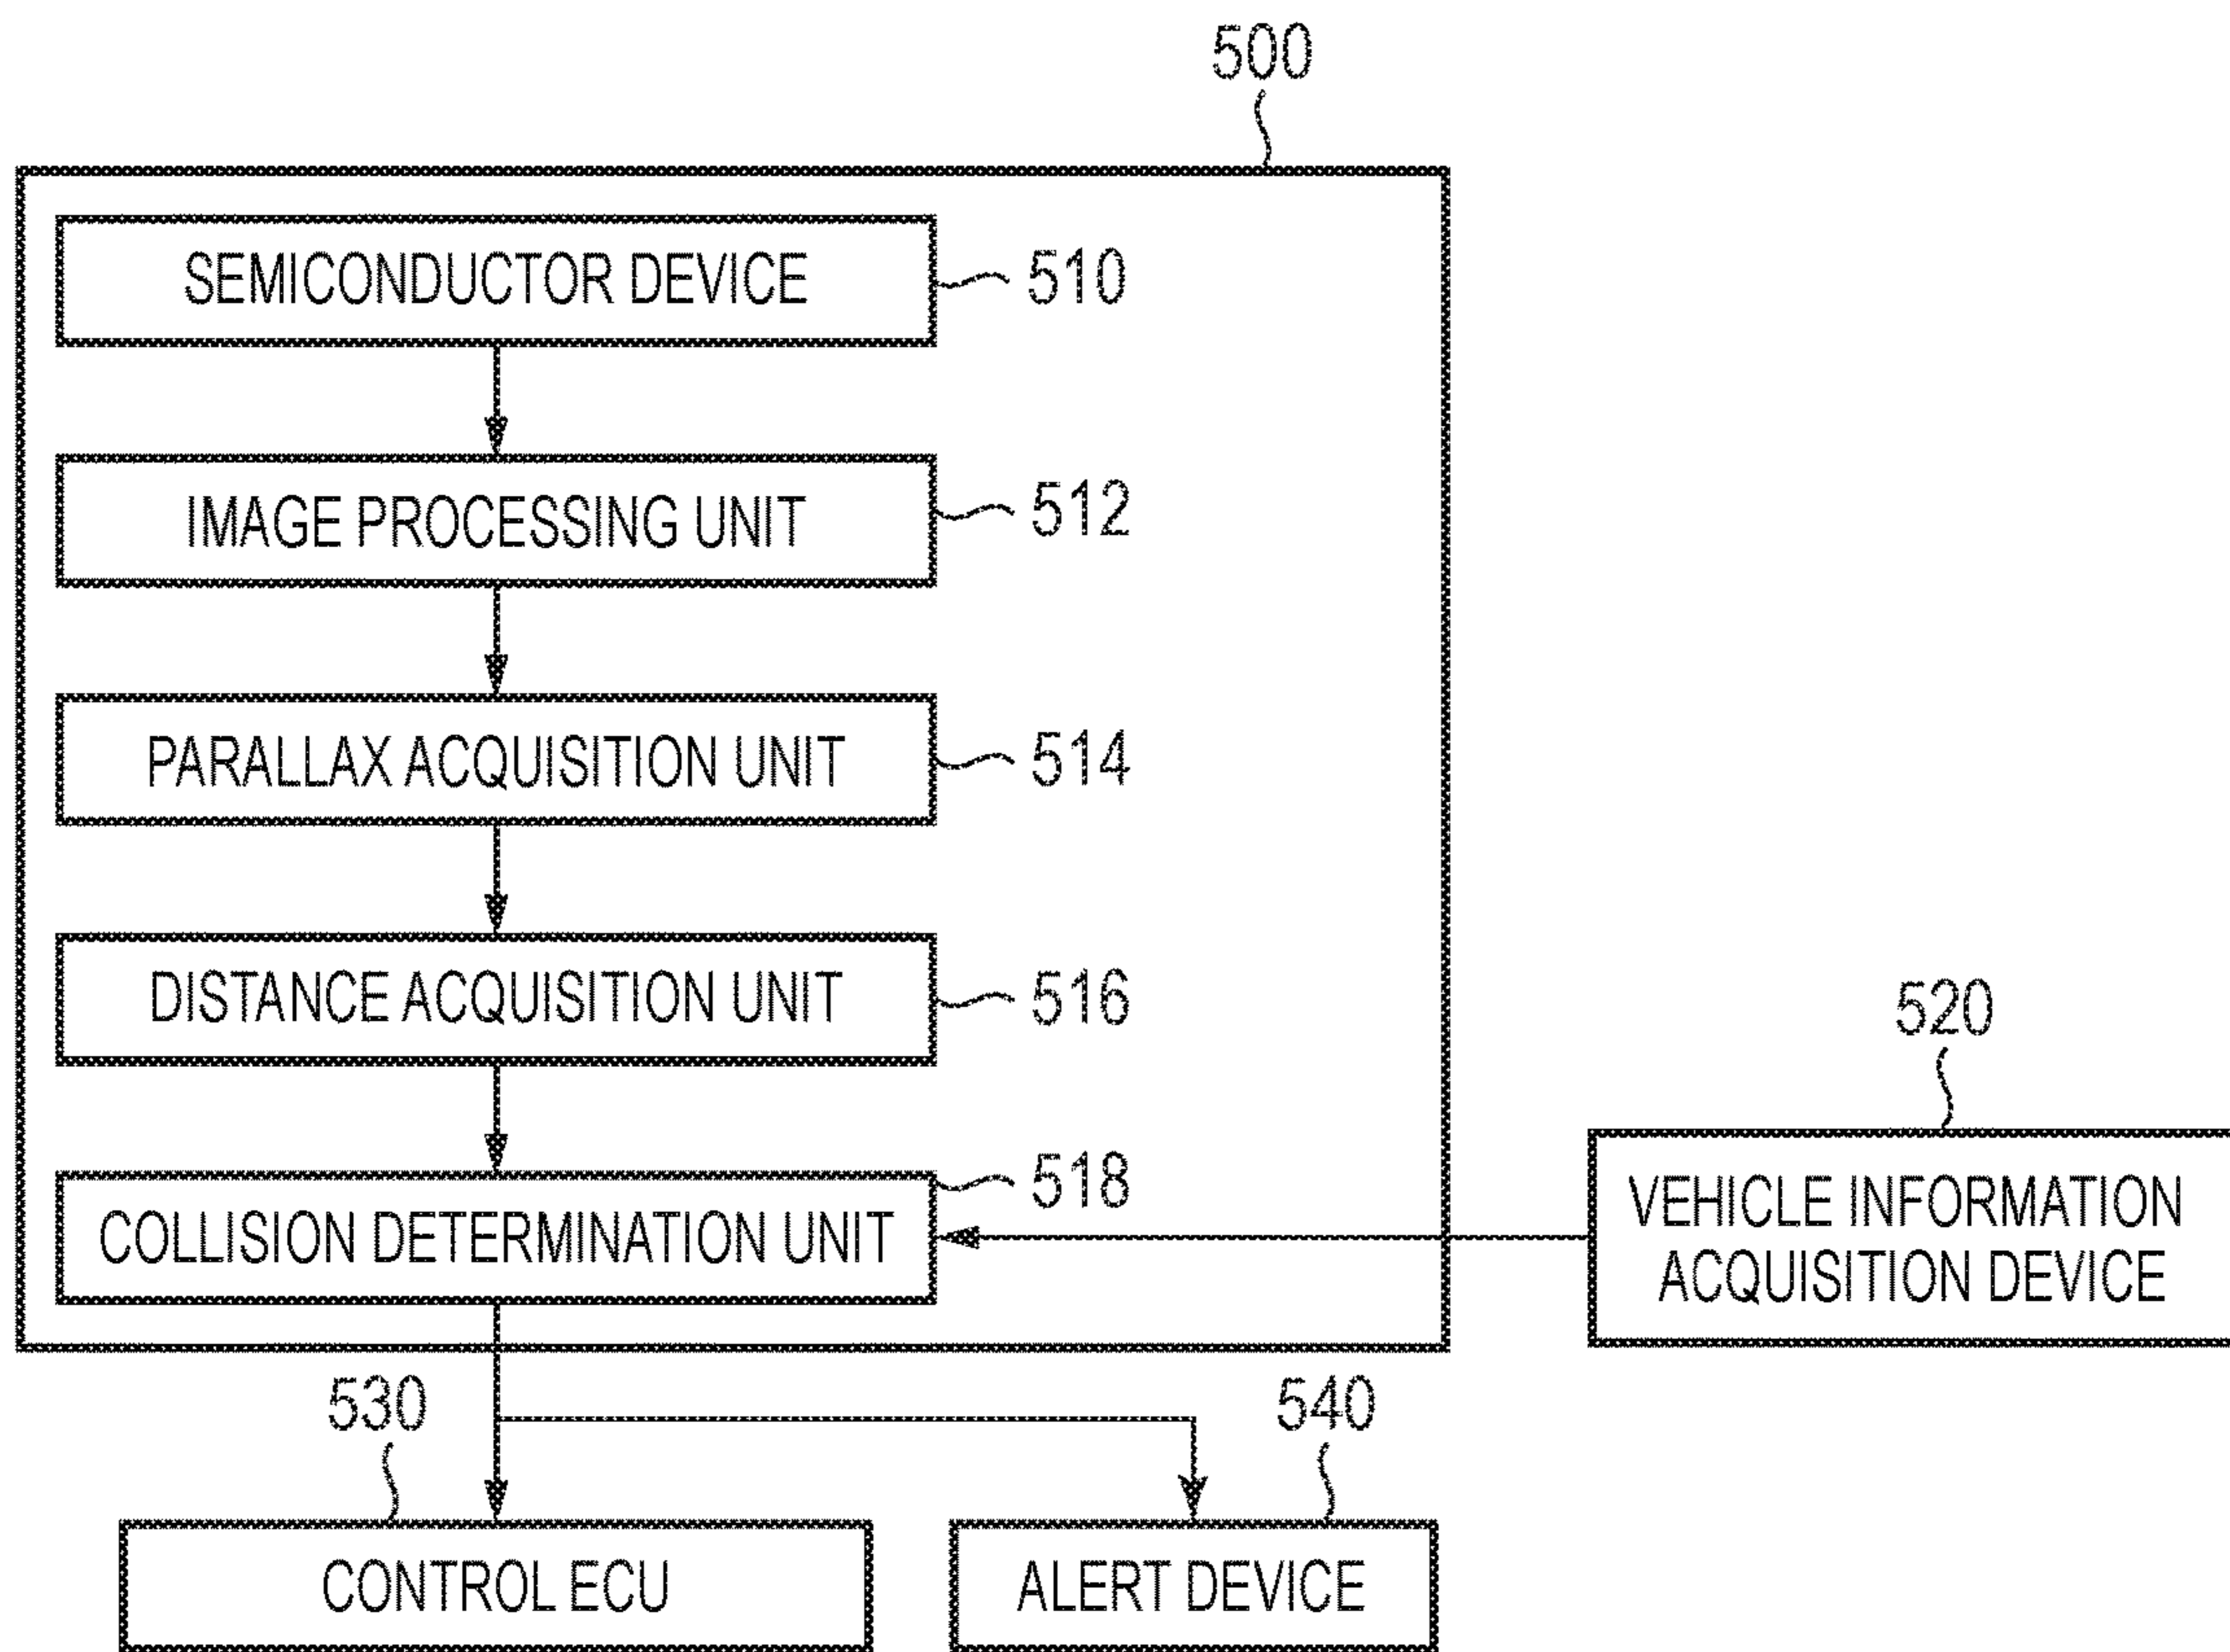 500
SEMICONDUCTOR DEVICE
510
IMAGE PROCESSING UNIT
512
PARALLAX ACQUISITION UNIT
514
DISTANCE ACQUISITION UNIT
516
520
518
COLLISION DETERMINATION UNIT
VEHICLE INFORMATION
ACQUISITION DEVICE
530
540
CONTROL ECU
ALERT DEVICE